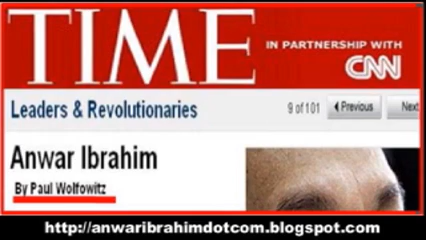 TIME
IN PARTNERSHIP WITH
CNN
Leaders & Revolutionaries
9 of 101
Previous
Next
Anwar Ibrahim
By Paul Wolfowitz
http://anwaribrahimdotcom.blogspot.com